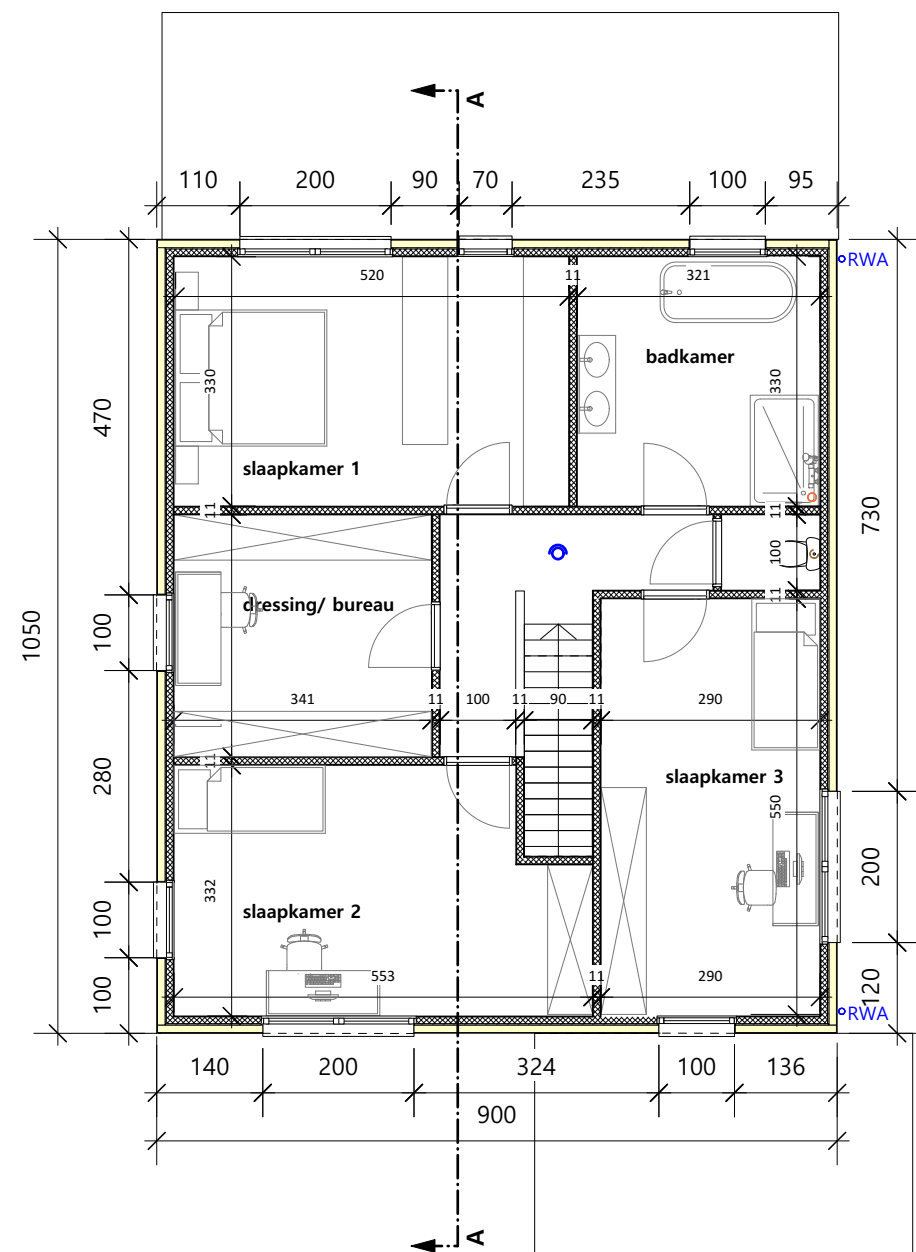 A
110 200 90 70 235 100 95
RWA
520 11 321
badkamer
330 330
470
slaapkamer 1
11 11
730
100
dressing/ bureau
11
100
1050
341 11 100 11 90 11 290
11
slaapkamer 3
280
550
332
slaapkamer 2
200
100
553 11 290
120
100
RWA
140 200 324 100 136
900
A